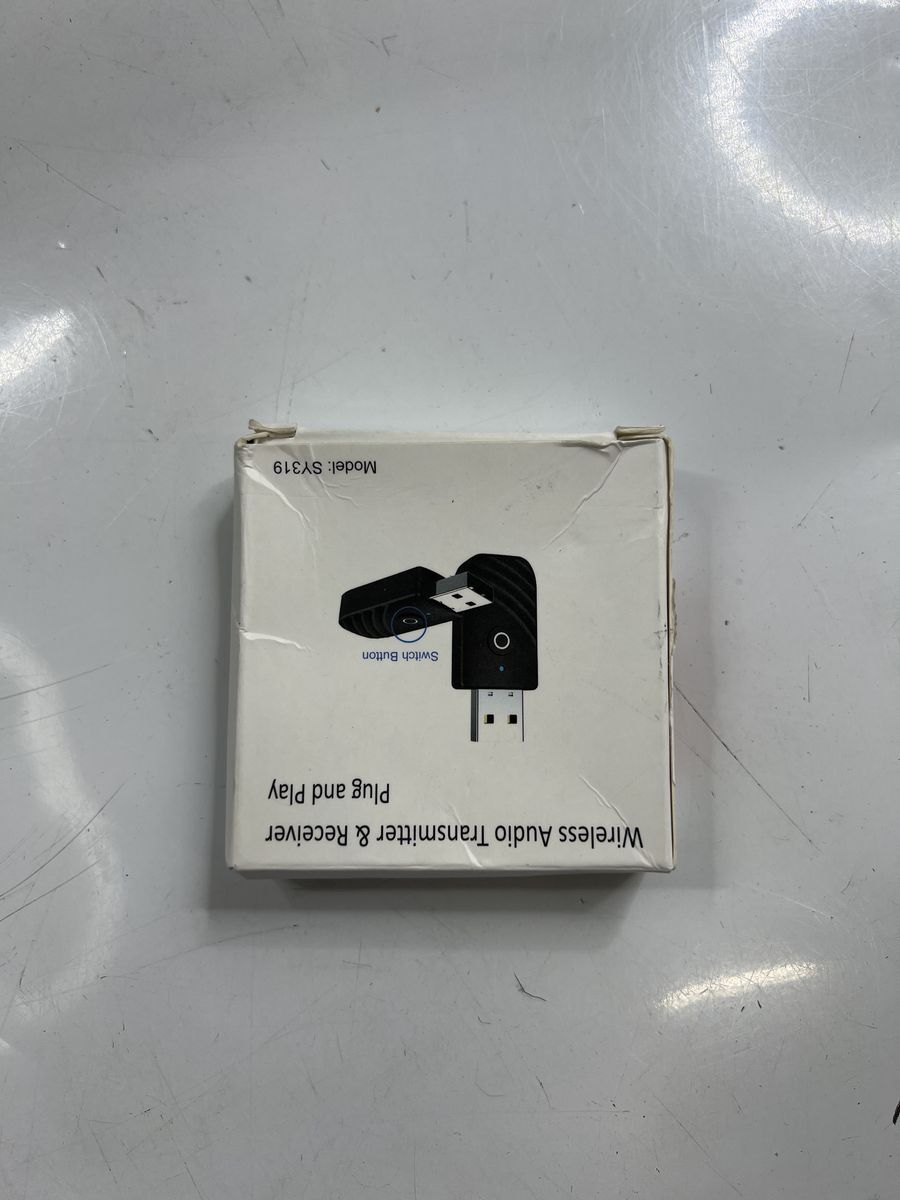 Wireless Audio Transmitter & Receiver
Plug and Play
Switch Button
Model: SY319